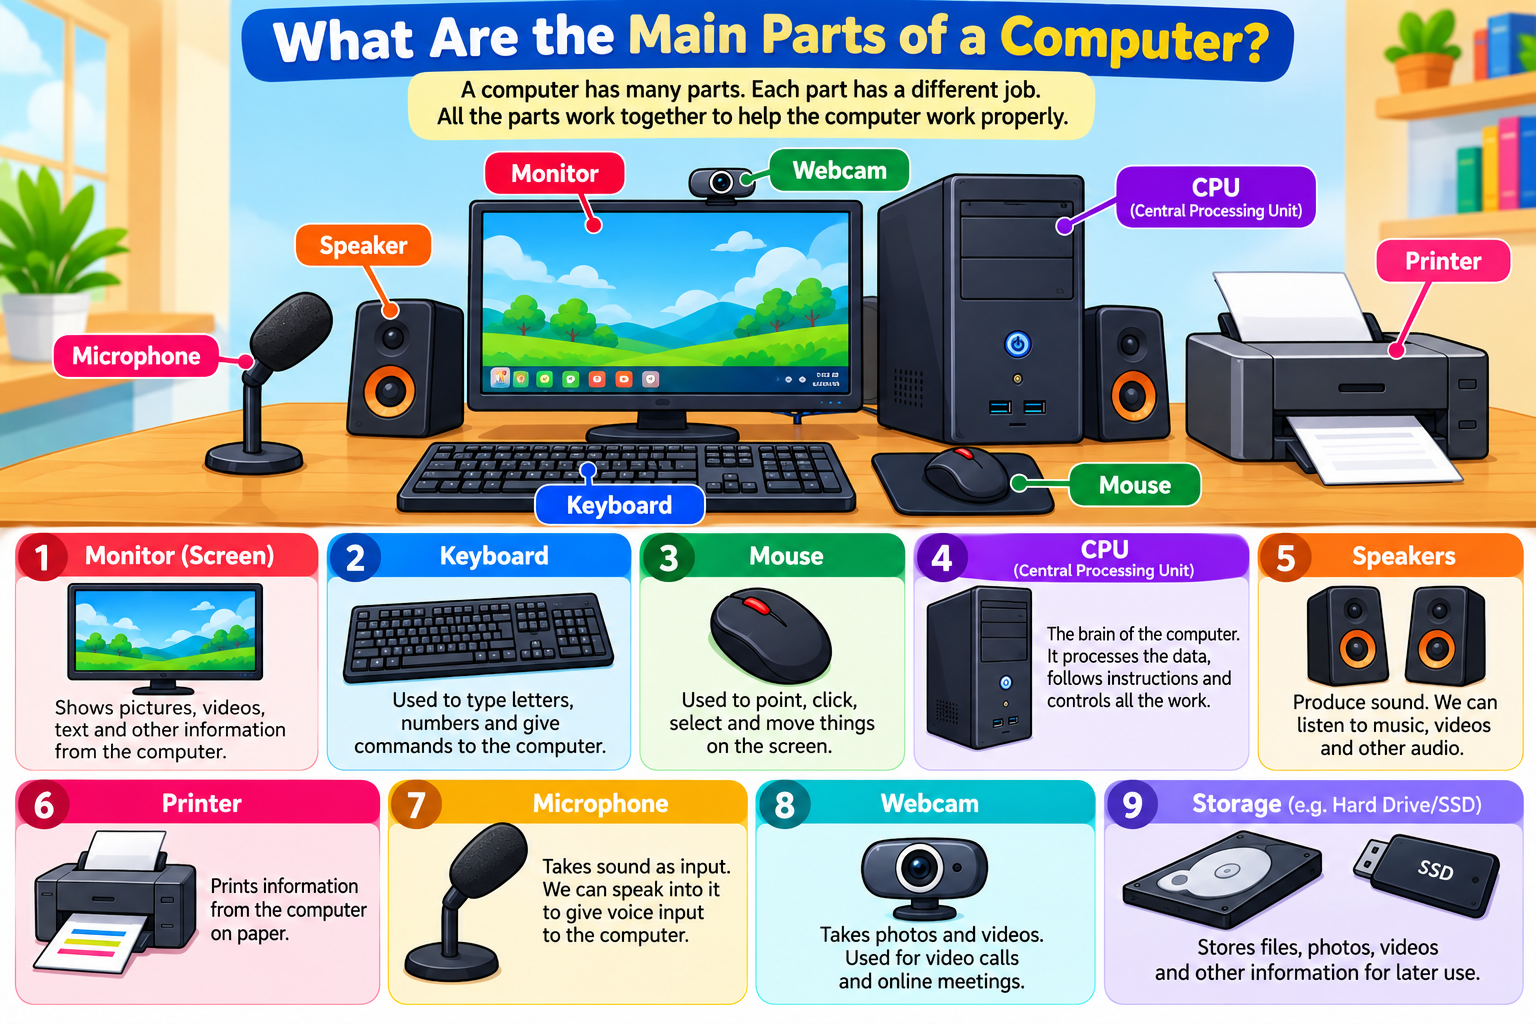 What Are the Main Parts of a Computer?
A computer has many parts. Each part has a different job.
All the parts work together to help the computer work properly.
Monitor
Webcam
CPU
(Central Processing Unit)
Speaker
Printer
Microphone
Mouse
Keyboard
1 Monitor (Screen)
Shows pictures, videos,
text and other information
from the computer.
2 Keyboard
Used to type letters,
numbers and give
commands to the computer.
3 Mouse
Used to point, click,
select and move things
on the screen.
4 CPU
(Central Processing Unit)
The brain of the computer.
It processes the data,
follows instructions and
controls all the work.
5 Speakers
Produce sound. We can
listen to music, videos
and other audio.
6 Printer
Prints information
from the computer
on paper.
7 Microphone
Takes sound as input.
We can speak into it
to give voice input
to the computer.
8 Webcam
Takes photos and videos.
Used for video calls
and online meetings.
9 Storage (e.g. Hard Drive/SSD)
SSD
Stores files, photos, videos
and other information for later use.